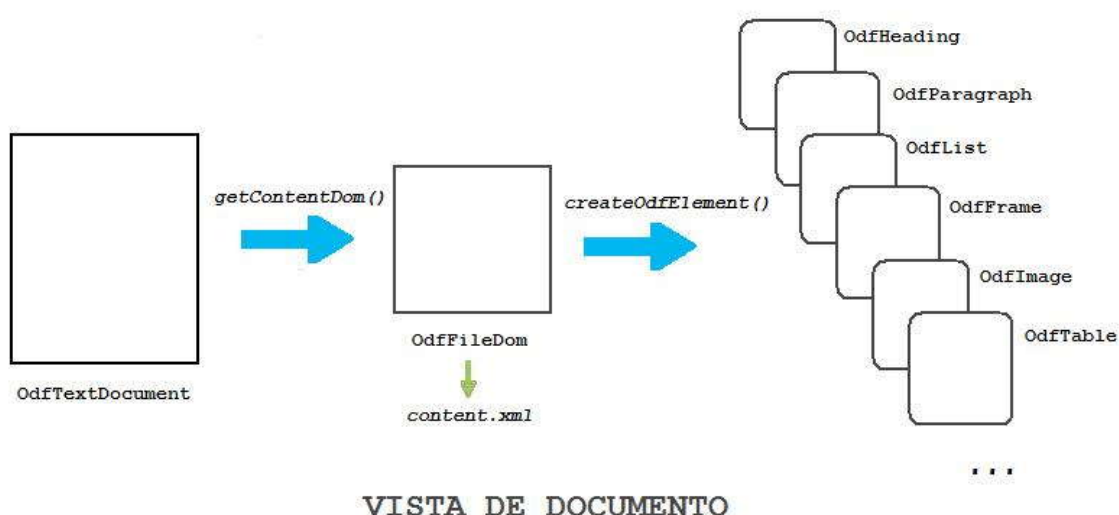 OdfHeading
OdfParagraph
OdfList
getContentDom()
createOdfElement()
OdfFrame
OdfImage
OdfFileDom
OdfTable
OdfTextDocument
content.xml
...
VISTA DE DOCUMENTO